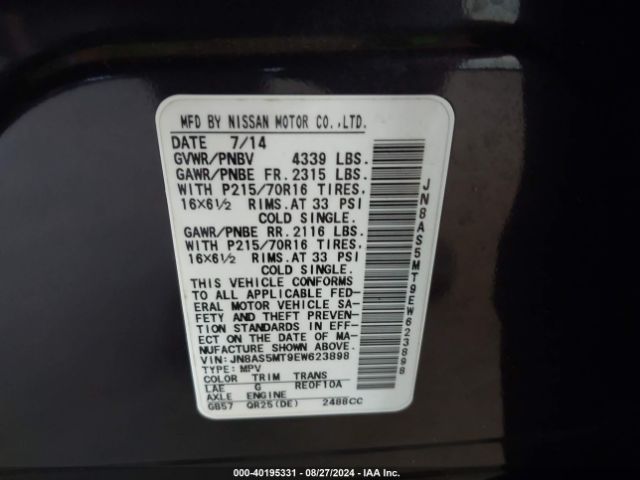 MFD BY NISSAN MOTOR CO.,LTD.
DATE 7/14
GVWR/PNBV 4339 LBS.
GAWR/PNBE FR. 2315 LBS.
WITH P215/70R16 TIRES.
16×6½ RIMS.AT 33 PSI
COLD SINGLE.
GAWR/PNBE RR. 2116 LBS.
WITH P215/70R16 TIRES.
16×6½ RIMS.AT 33 PSI
COLD SINGLE.
THIS VEHICLE CONFORMS
TO ALL APPLICABLE FED-
ERAL MOTOR VEHICLE SA-
FETY AND THEFT PREVEN-
TION STANDARDS IN EFF-
ECT ON THE DATE OF MA-
NUFACTURE SHOWN ABOVE.
VIN: JN8AS5MT9EW623898
TYPE: MPV
COLOR TRIM TRANS
LAE G RE0F10A
AXLE ENGINE
GB57 QR25(DE) 2488CC
JN8AS5MT9EW623898
000-40195331 - 08/27/2024 - IAA Inc.